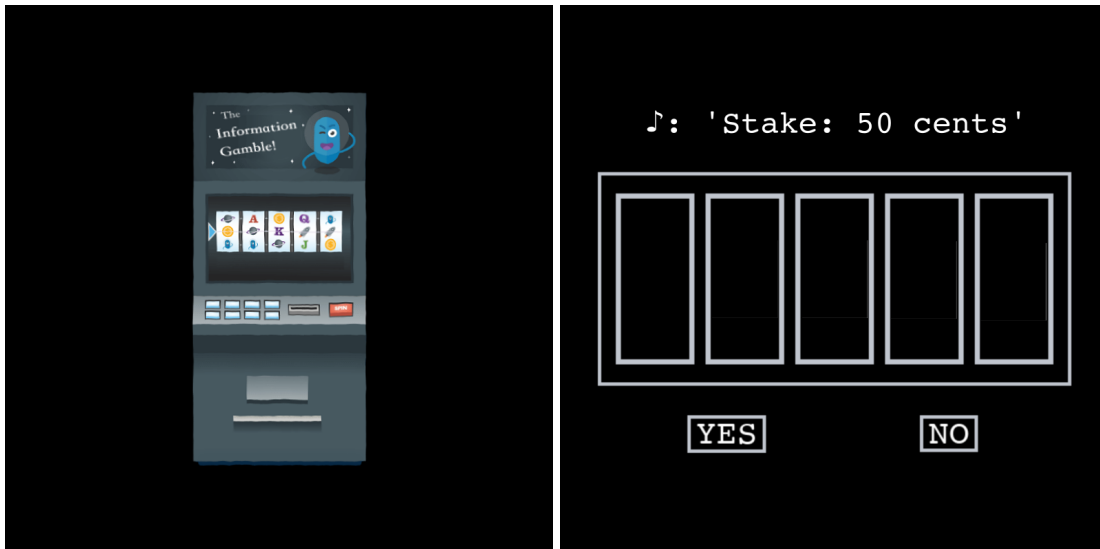 The
Information
Gamble!
A Q
K
J
SPIN
♪: 'Stake: 50 cents'
YES NO